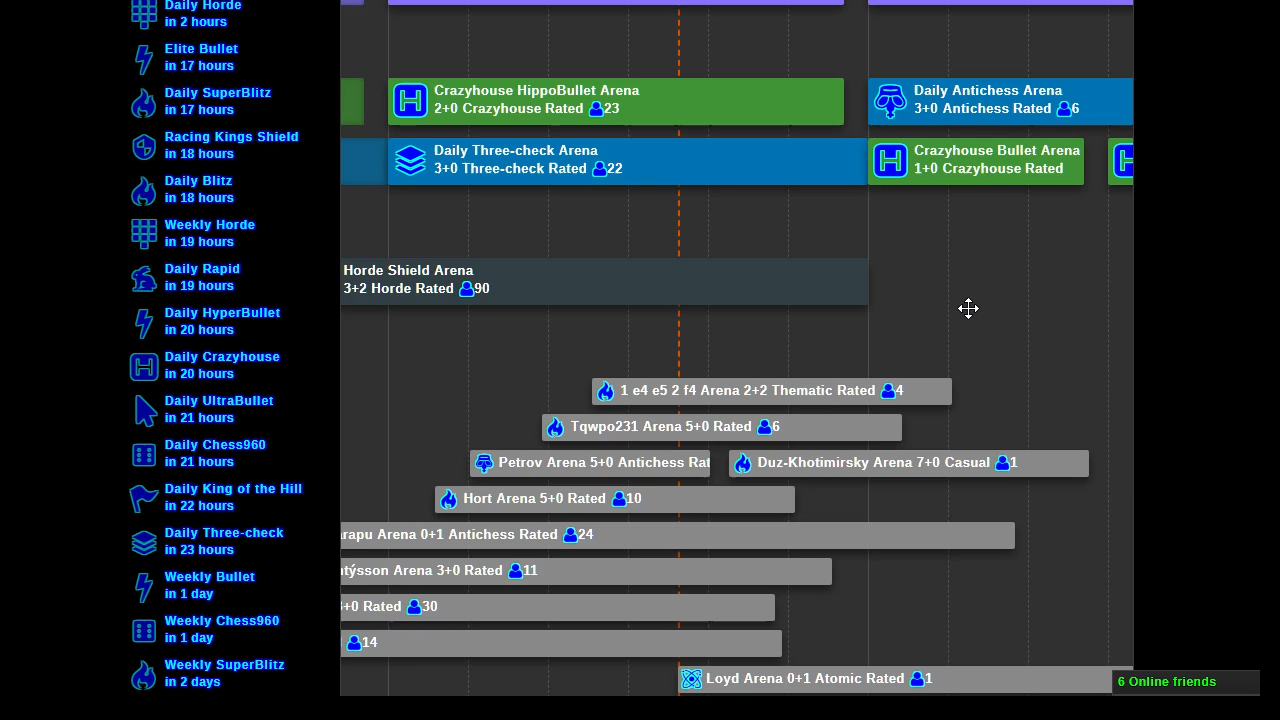 Daily Horde
in 2 hours
Elite Bullet
in 17 hours
Daily SuperBlitz
in 17 hours
Racing Kings Shield
in 18 hours
Daily Blitz
in 18 hours
Weekly Horde
in 19 hours
Daily Rapid
in 19 hours
Daily HyperBullet
in 20 hours
Daily Crazyhouse
in 20 hours
Daily UltraBullet
in 21 hours
Daily Chess960
in 21 hours
Daily King of the Hill
in 22 hours
Daily Three-check
in 23 hours
Weekly Bullet
in 1 day
Weekly Chess960
in 1 day
Weekly SuperBlitz
in 2 days
Crazyhouse HippoBullet Arena
2+0 Crazyhouse Rated 23
Daily Antichess Arena
3+0 Antichess Rated 6
Daily Three-check Arena
3+0 Three-check Rated 22
Crazyhouse Bullet Arena
1+0 Crazyhouse Rated
Horde Shield Arena
3+2 Horde Rated 90
1 e4 e5 2 f4 Arena 2+2 Thematic Rated 4
Tqwpo231 Arena 5+0 Rated 6
Petrov Arena 5+0 Antichess Rat
Duz-Khotimirsky Arena 7+0 Casual 1
Hort Arena 5+0 Rated 10
arapu Arena 0+1 Antichess Rated 24
ntýsson Arena 3+0 Rated 11
+0 Rated 30
14
Loyd Arena 0+1 Atomic Rated 1
6 Online friends